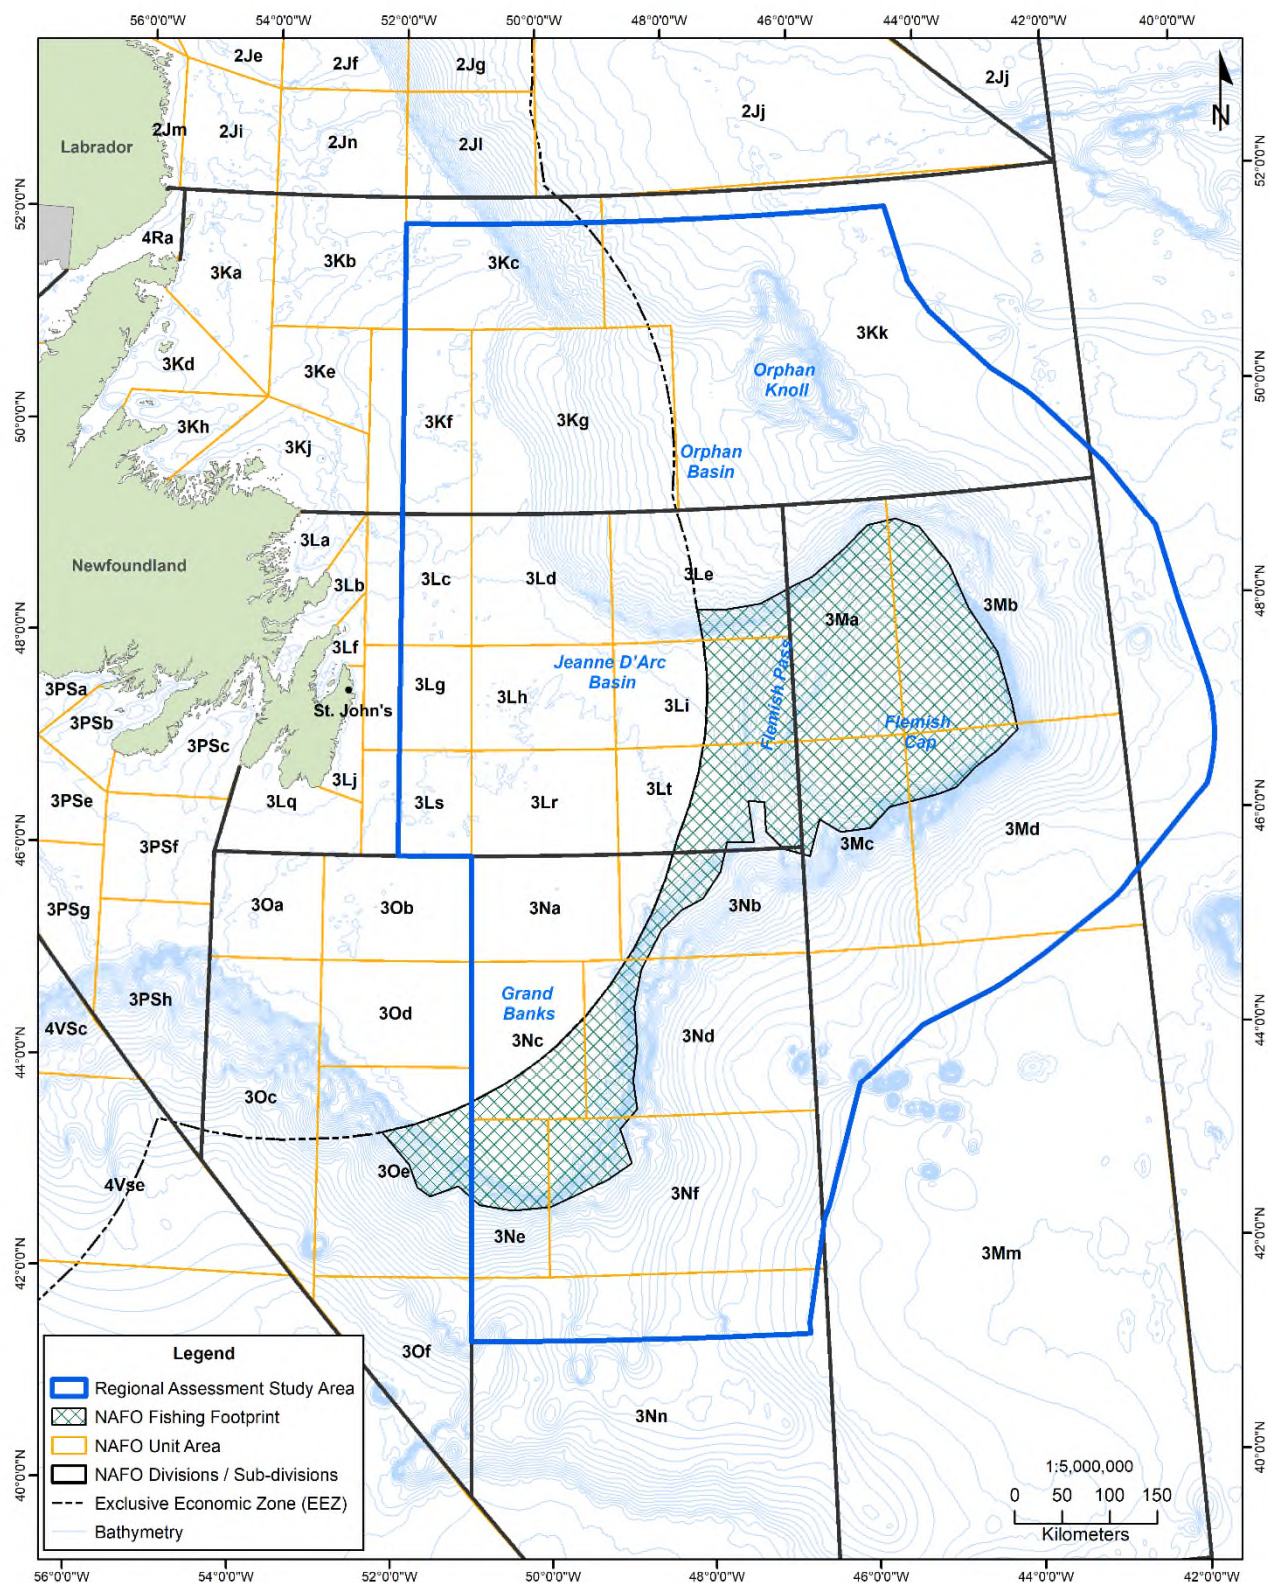 56°0'0"W 54°0'0"W 52°0'0"W 50°0'0"W 48°0'0"W 46°0'0"W 44°0'0"W 42°0'0"W 40°0'0"W
2Je 2Jf 2Jg 2Jj
2Jj
N
2Jm 2Ji 2Jn 2Jl
Labrador
52°0'0"N 52°0'0"N
4Ra 3Ka 3Kb 3Kc
3Kk
3Kd 3Ke Orphan
Knoll
50°0'0"N 50°0'0"N
3Kh 3Kj 3Kf 3Kg
Orphan
Basin
3La
Newfoundland
3Lb 3Lc 3Ld 3Le
48°0'0"N 48°0'0"N
3Ma 3Mb
3Lf
Jeanne D'Arc
Basin
3PSa 3Lg 3Lh 3Li
St. John's
Flemish Pass
Flemish
Cap
3PSb 3PSc
3Lj
3PSe 3Lq 3Ls 3Lr 3Lt
46°0'0"N 46°0'0"N
3PSf 3Mc 3Md
3PSg 3Oa 3Ob 3Na 3Nb
3PSh 3Od
Grand
Banks
4VSc 3Nc 3Nd
44°0'0"N 44°0'0"N
3Oc
4Vse 3Oe 3Nf
3Ne 3Mm
42°0'0"N 42°0'0"N
3Of
3Nn
40°0'0"N 40°0'0"N
Legend
Regional Assessment Study Area
NAFO Fishing Footprint
NAFO Unit Area
NAFO Divisions / Sub-divisions
Exclusive Economic Zone (EEZ)
Bathymetry
1:5,000,000
0 50 100 150
Kilometers
56°0'0"W 54°0'0"W 52°0'0"W 50°0'0"W 48°0'0"W 46°0'0"W 44°0'0"W 42°0'0"W